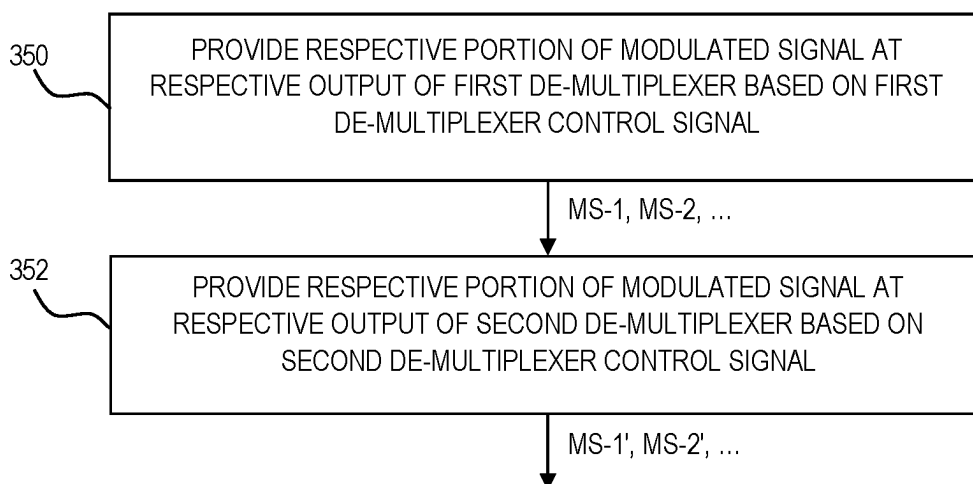 350
PROVIDE RESPECTIVE PORTION OF MODULATED SIGNAL AT
RESPECTIVE OUTPUT OF FIRST DE-MULTIPLEXER BASED ON FIRST
DE-MULTIPLEXER CONTROL SIGNAL
MS-1, MS-2, ...
352
PROVIDE RESPECTIVE PORTION OF MODULATED SIGNAL AT
RESPECTIVE OUTPUT OF SECOND DE-MULTIPLEXER BASED ON
SECOND DE-MULTIPLEXER CONTROL SIGNAL
MS-1', MS-2', ...